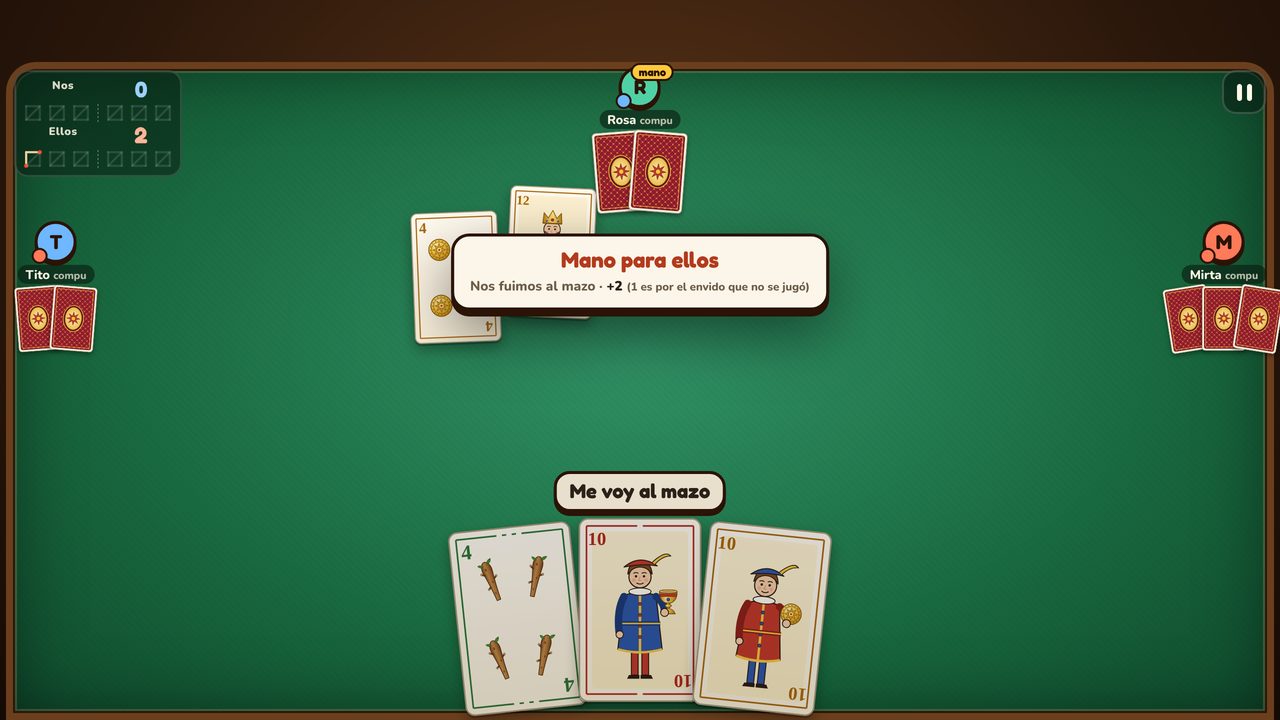 Nos 0
Ellos 2
mano
R
Rosa compu
T
Tito compu
M
Mirta compu
4
4
12
Mano para ellos
Nos fuimos al mazo · +2 (1 es por el envido que no se jugó)
Me voy al mazo
4
4
10
10
10
10